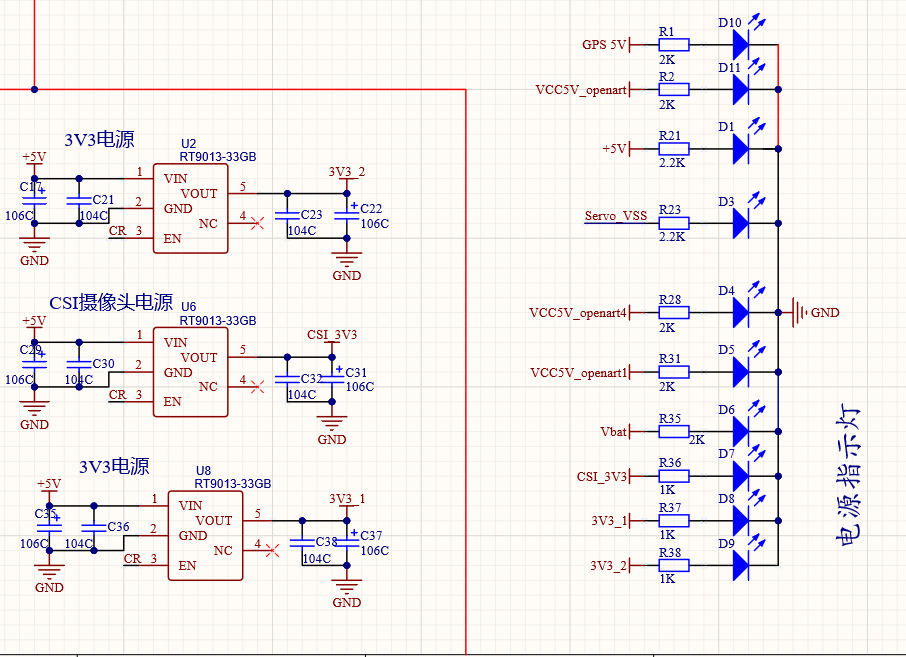 3V3电源
U2
RT9013-33GB
+5V
C17
106C
C21
104C
1
VIN
2
GND
CR
3
EN
VOUT
5
NC
4
C23
104C
3V3_2
C22
106C
GND
GND
CSI摄像头电源
U6
RT9013-33GB
+5V
C29
106C
C30
104C
1
VIN
2
GND
CR
3
EN
VOUT
5
NC
4
C32
104C
CSI_3V3
C31
106C
GND
GND
3V3电源
U8
RT9013-33GB
+5V
C35
106C
C36
104C
1
VIN
2
GND
CR
3
EN
VOUT
5
NC
4
C38
104C
3V3_1
C37
106C
GND
GND
GPS 5V
R1
2K
D10
VCC5V_openart
R2
2K
D11
+5V
R21
2.2K
D1
Servo_VSS
R23
2.2K
D3
VCC5V_openart4
R28
2K
D4
GND
VCC5V_openart1
R31
2K
D5
Vbat
R35
2K
D6
CSI_3V3
R36
1K
D7
3V3_1
R37
1K
D8
3V3_2
R38
1K
D9
电源指示灯